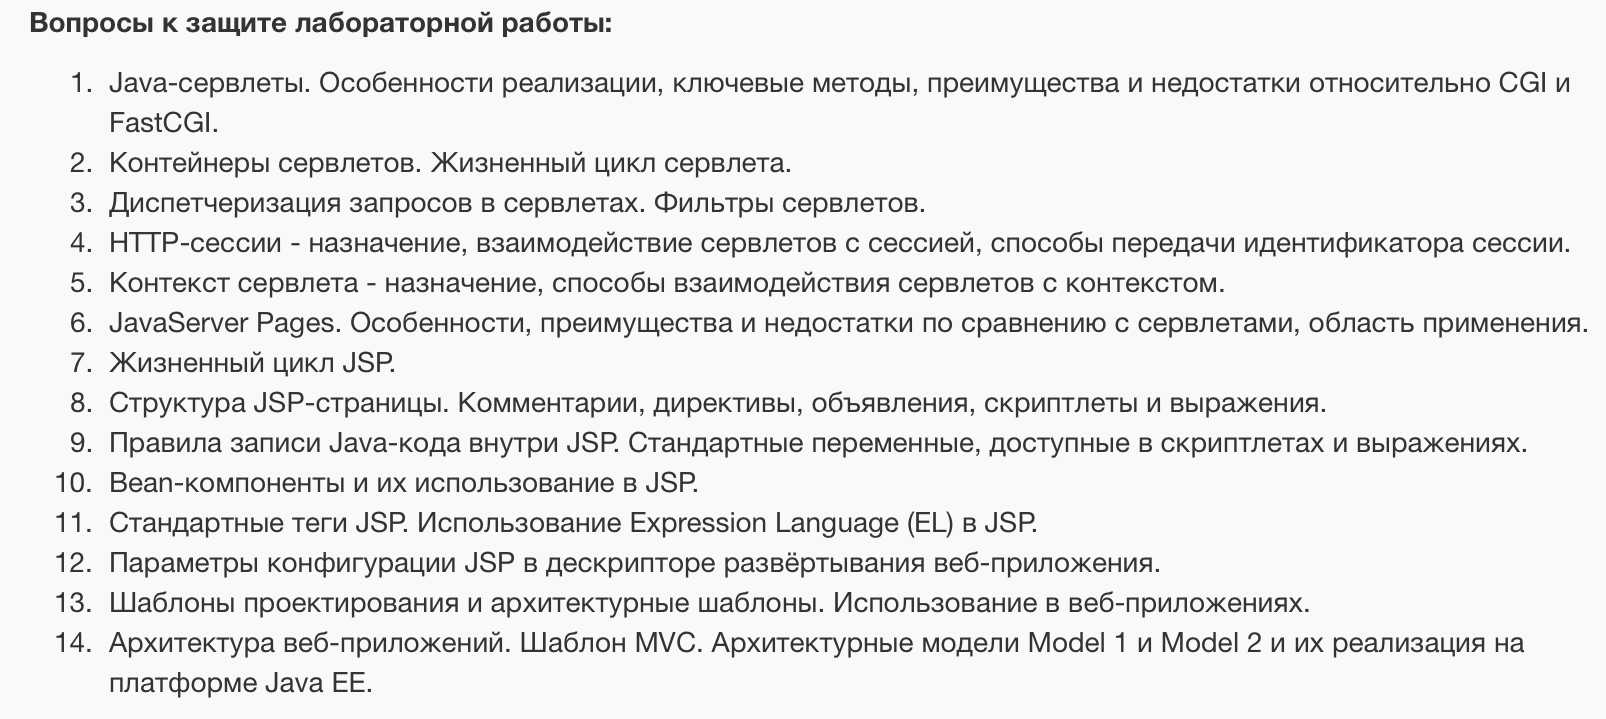 Вопросы к защите лабораторной работы:
1. Java-сервлеты. Особенности реализации, ключевые методы, преимущества и недостатки относительно CGI и
FastCGI.
2. Контейнеры сервлетов. Жизненный цикл сервлета.
3. Диспетчеризация запросов в сервлетах. Фильтры сервлетов.
4. HTTP-сессии - назначение, взаимодействие сервлетов с сессией, способы передачи идентификатора сессии.
5. Контекст сервлета - назначение, способы взаимодействия сервлетов с контекстом.
6. JavaServer Pages. Особенности, преимущества и недостатки по сравнению с сервлетами, область применения.
7. Жизненный цикл JSP.
8. Структура JSP-страницы. Комментарии, директивы, объявления, скриптлеты и выражения.
9. Правила записи Java-кода внутри JSP. Стандартные переменные, доступные в скриптлетах и выражениях.
10. Bean-компоненты и их использование в JSP.
11. Стандартные теги JSP. Использование Expression Language (EL) в JSP.
12. Параметры конфигурации JSP в дескрипторе развёртывания веб-приложения.
13. Шаблоны проектирования и архитектурные шаблоны. Использование в веб-приложениях.
14. Архитектура веб-приложений. Шаблон MVC. Архитектурные модели Model 1 и Model 2 и их реализация на
платформе Java EE.